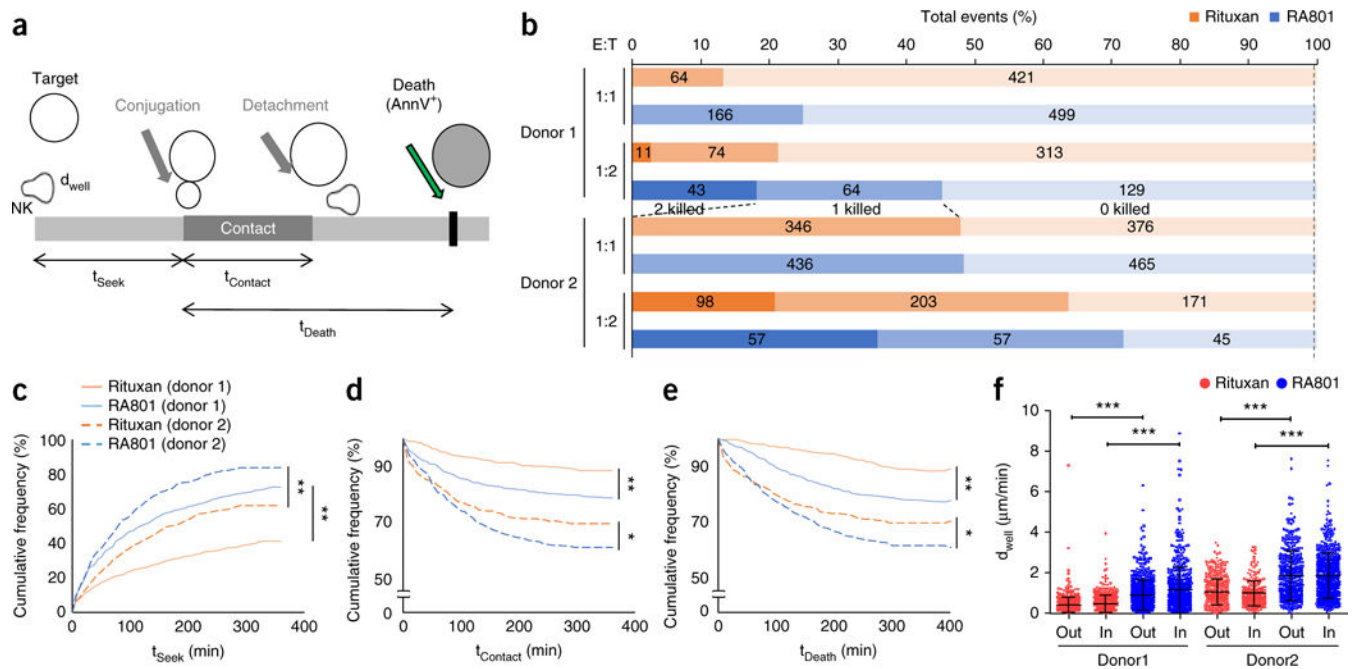 a
Target
Conjugation
Detachment
Death
(AnnV+)
dwell
NK
Contact
tSeek
tContact
tDeath
b
Total events (%)
Rituxan
RA801
E:T
0 10 20 30 40 50 60 70 80 90 100
Donor 1
1:1
64 421
166 499
1:2
11 74 313
43 64 129
2 killed 1 killed 0 killed
Donor 2
1:1
346 376
436 465
1:2
98 203 171
57 57 45
c
Rituxan (donor 1)
RA801 (donor 1)
Rituxan (donor 2)
RA801 (donor 2)
Cumulative frequency (%)
100
80
60
40
20
0
0 100 200 300 400
tSeek (min)
**
**
d
Cumulative frequency (%)
90
70
50
0
0 100 200 300 400
tContact (min)
**
*
e
Cumulative frequency (%)
90
70
50
0
0 100 200 300 400
tDeath (min)
**
*
f
Rituxan
RA801
dwell (µm/min)
10
8
6
4
2
0
***
***
***
***
Out In Out In Out In Out In
Donor1 Donor2